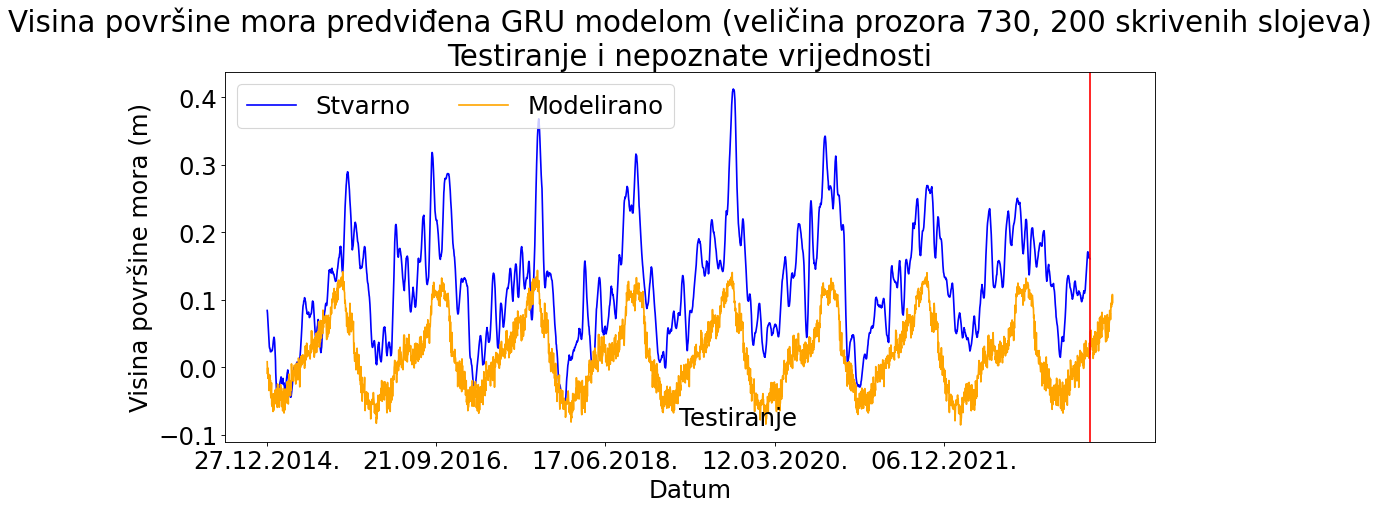 Visina površine mora predviđena GRU modelom (veličina prozora 730, 200 skrivenih slojeva)
Testiranje i nepoznate vrijednosti
Stvarno Modelirano
Visina površine mora (m)
0.4
0.3
0.2
0.1
0.0
−0.1
Testiranje
27.12.2014. 21.09.2016. 17.06.2018. 12.03.2020. 06.12.2021.
Datum